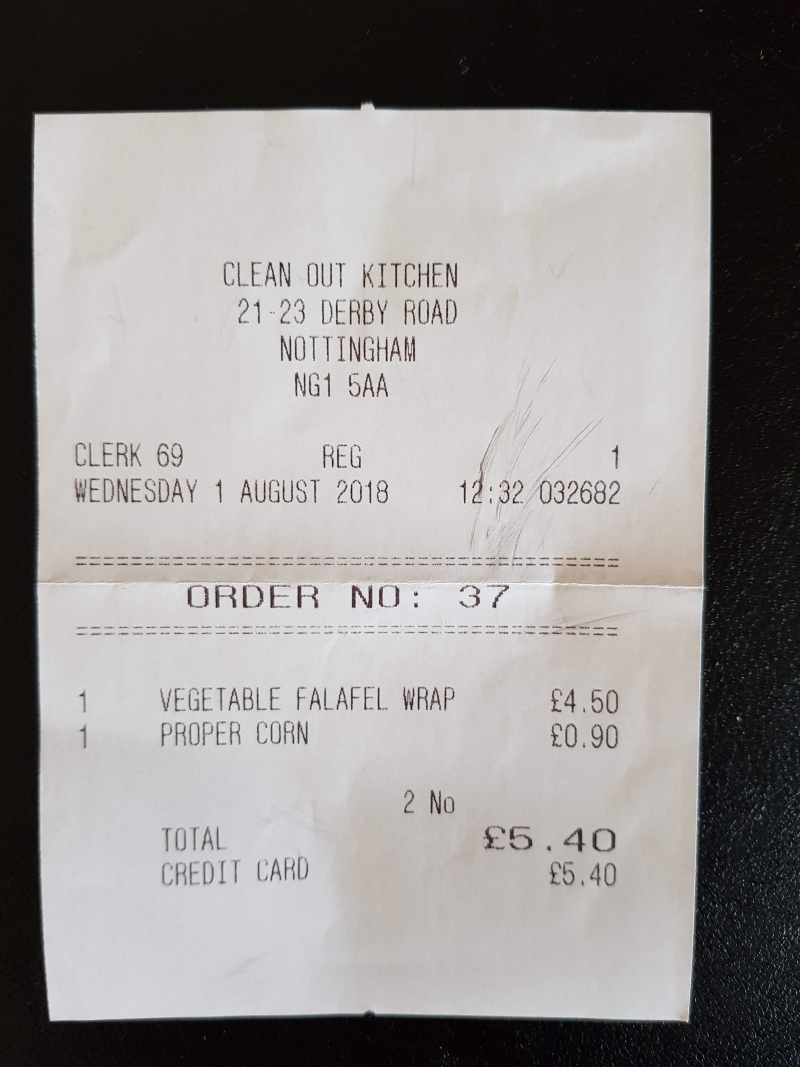 CLEAN OUT KITCHEN
21-23 DERBY ROAD
NOTTINGHAM
NG1 5AA
CLERK 69 REG 1
WEDNESDAY 1 AUGUST 2018 12:32 032682
================================
ORDER NO: 37
================================
1 VEGETABLE FALAFEL WRAP £4.50
1 PROPER CORN £0.90
2 No
TOTAL £5.40
CREDIT CARD £5.40